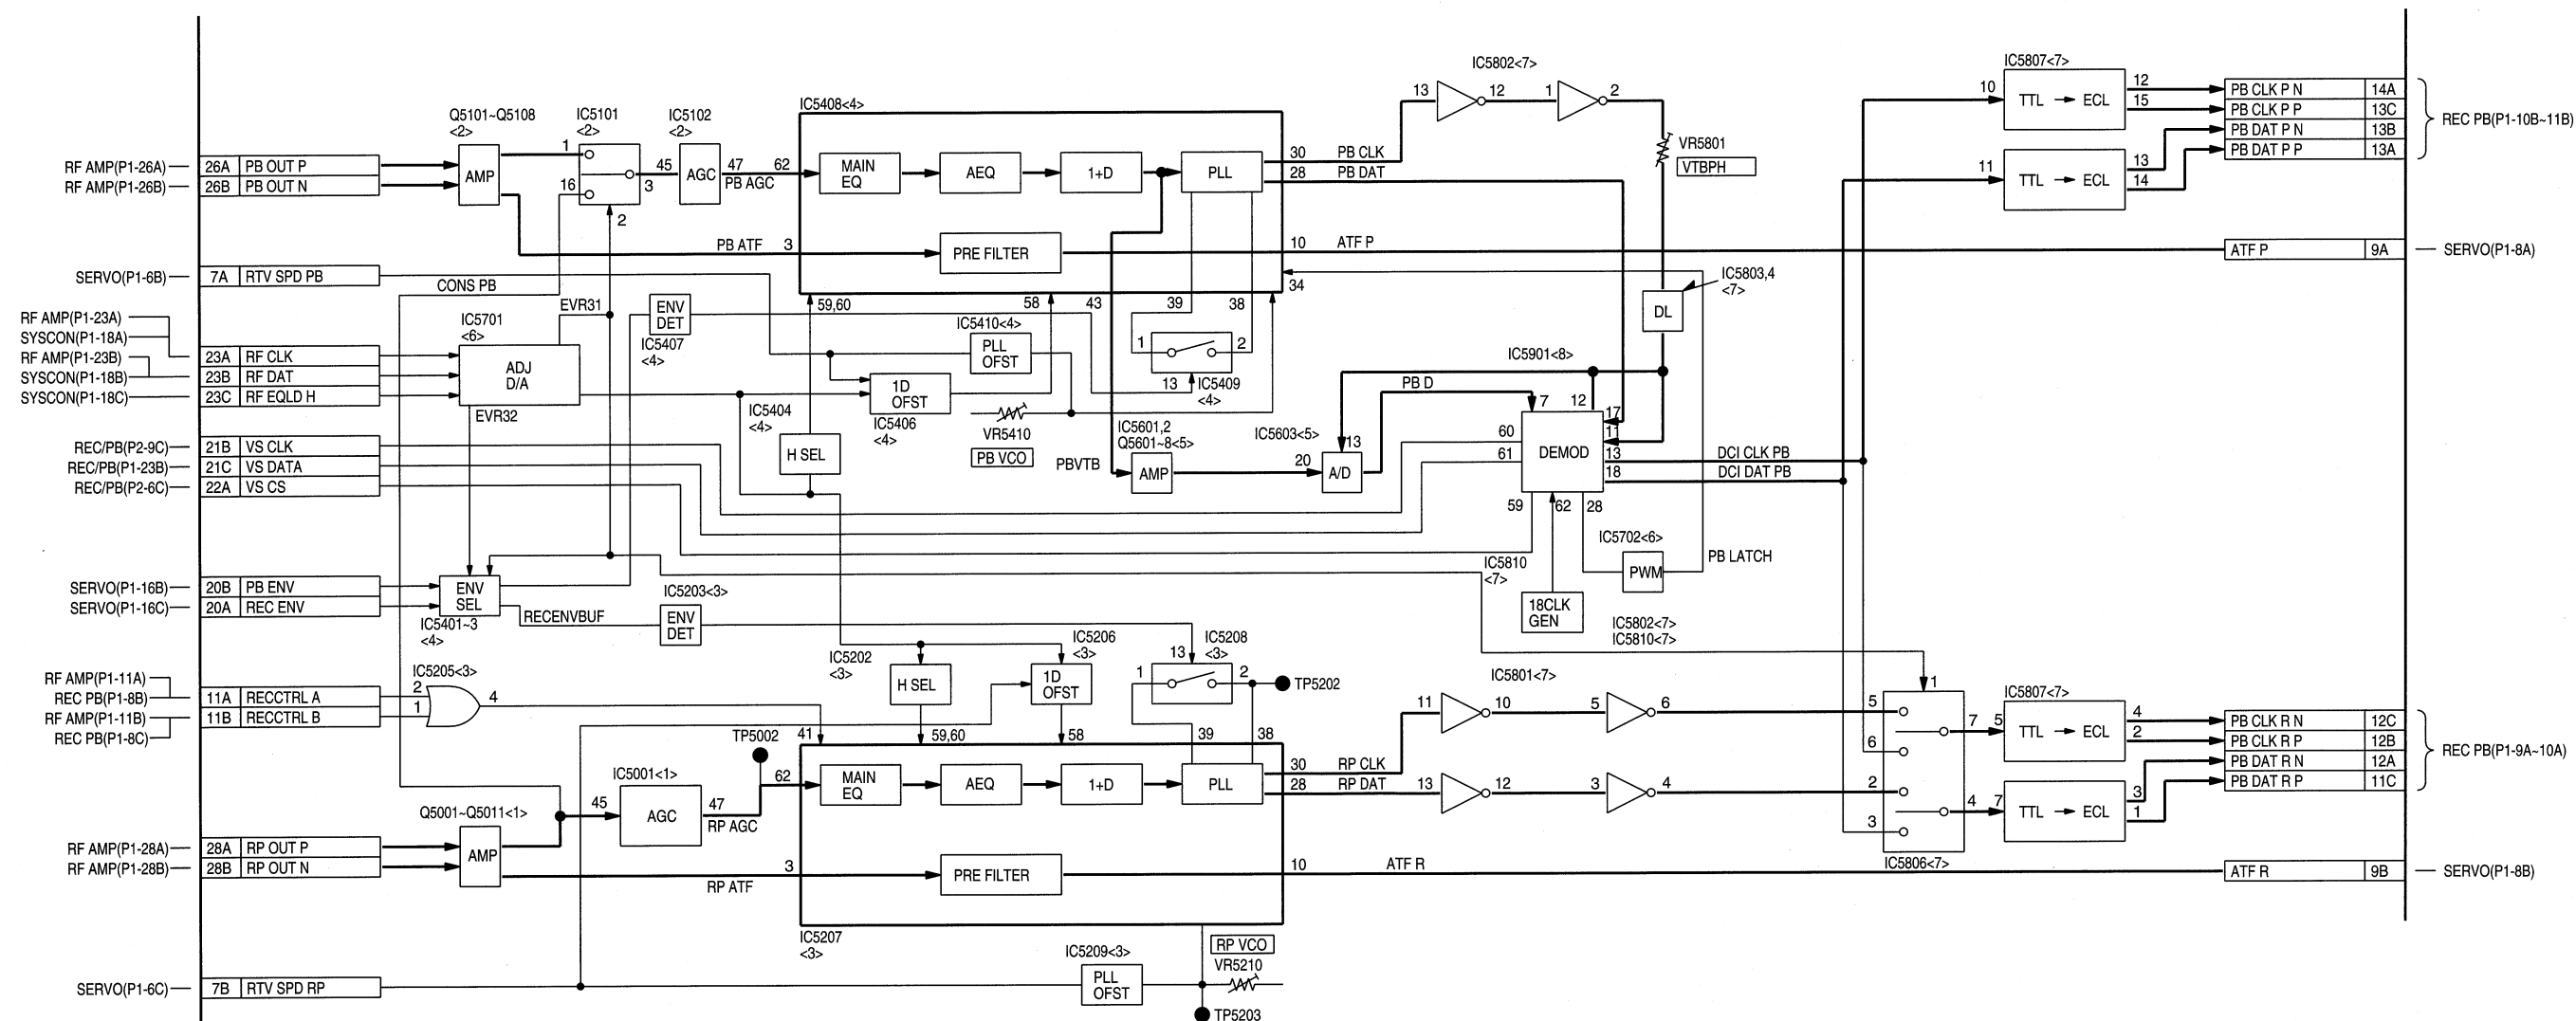 IC5802<7>
IC5807<7>
13 12 1 2
10 TTL → ECL 12 15
PB CLK P N 14A
PB CLK P P 13C
PB DAT P N 13B
PB DAT P P 13A
REC PB(P1-10B~11B)
11 TTL → ECL 13 14
VR5801
VTBPH
Q5101~Q5108
<2>
IC5101
<2>
IC5102
<2>
IC5408<4>
RF AMP(P1-26A) 26A PB OUT P
RF AMP(P1-26B) 26B PB OUT N
AMP
1
16
3
2
45
AGC
47
PB AGC
62
MAIN
EQ
AEQ
1+D
PLL
30 PB CLK
28 PB DAT
PB ATF 3
PRE FILTER
10 ATF P
ATF P 9A
SERVO(P1-8A)
SERVO(P1-6B) 7A RTV SPD PB
CONS PB
EVR31
34
IC5803,4
<7>
DL
59,60
58
43
39
38
ENV
DET
IC5407
<4>
IC5410<4>
PLL
OFST
1 2
13 IC5409
<4>
RF AMP(P1-23A)
SYSCON(P1-18A)
RF AMP(P1-23B)
SYSCON(P1-18B)
SYSCON(P1-18C)
23A RF CLK
23B RF DAT
23C RF EQLD H
IC5701
<6>
ADJ
D/A
EVR32
1D
OFST
IC5406
<4>
IC5404
<4>
H SEL
VR5410
PB VCO
IC5901<8>
PB D
7
12
17
11
13
18
60
61
59
62
28
DEMOD
DCI CLK PB
DCI DAT PB
IC5601,2
Q5601~8<5>
PBVTB
AMP
IC5603<5>
20
13
A/D
REC/PB(P2-9C) 21B VS CLK
REC/PB(P1-23B) 21C VS DATA
REC/PB(P2-6C) 22A VS CS
IC5702<6>
PWM
PB LATCH
IC5810
<7>
18CLK
GEN
SERVO(P1-16B) 20B PB ENV
SERVO(P1-16C) 20A REC ENV
ENV
SEL
IC5401~3
<4>
RECENVBUF
IC5203<3>
ENV
DET
IC5802<7>
IC5810<7>
IC5202
<3>
H SEL
IC5206
<3>
1D
OFST
IC5208
<3>
13
1 2
TP5202
RF AMP(P1-11A)
REC PB(P1-8B)
RF AMP(P1-11B)
REC PB(P1-8C)
11A RECCTRL A
11B RECCTRL B
IC5205<3>
2
1
4
41
59,60
58
39
38
TP5002
IC5001<1>
45
AGC
47
RP AGC
62
MAIN
EQ
AEQ
1+D
PLL
30 RP CLK
28 RP DAT
IC5801<7>
11 10 5 6
13 12 3 4
1
5
6
2
3
7
4
IC5806<7>
IC5807<7>
5 TTL → ECL 4 2
7 TTL → ECL 3 1
PB CLK R N 12C
PB CLK R P 12B
PB DAT R N 12A
PB DAT R P 11C
REC PB(P1-9A~10A)
Q5001~Q5011<1>
RF AMP(P1-28A) 28A RP OUT P
RF AMP(P1-28B) 28B RP OUT N
AMP
RP ATF 3
PRE FILTER
10 ATF R
ATF R 9B
SERVO(P1-8B)
IC5207
<3>
IC5209<3>
PLL
OFST
RP VCO
VR5210
SERVO(P1-6C) 7B RTV SPD RP
TP5203